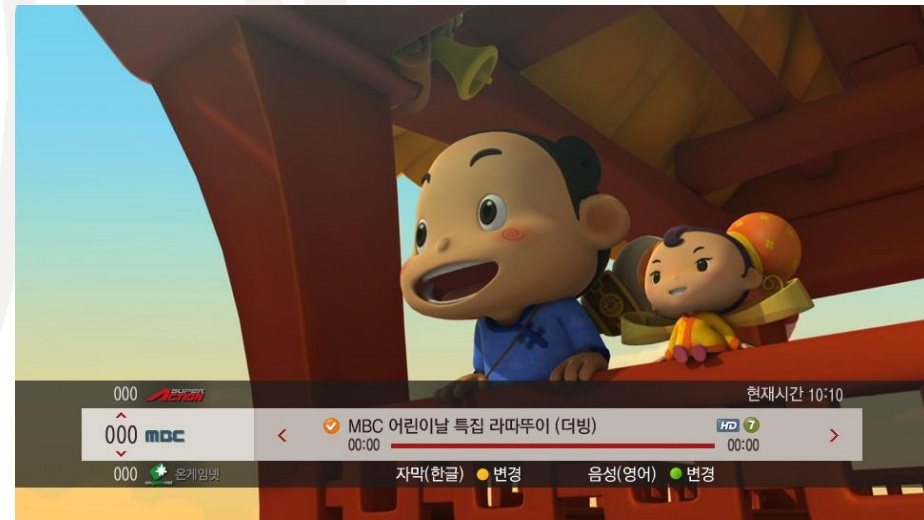 000 SUPER ACTION
현재시간 10:10
000 MBC
MBC 어린이날 특집 라따뚜이 (더빙)
HD 7
00:00
00:00
000 온게임넷
자막(한글) 변경
음성(영어) 변경